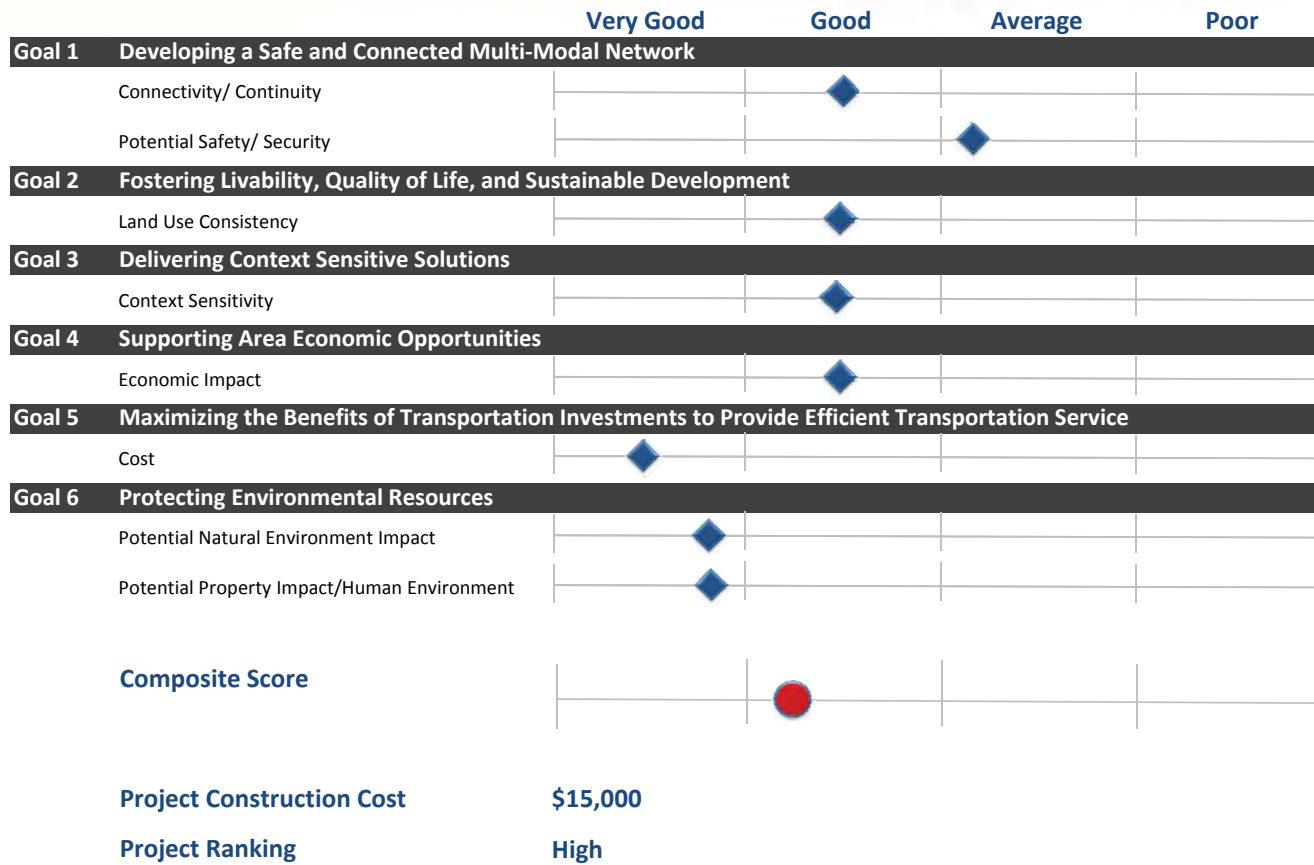 Very Good Good Average Poor
Goal 1 Developing a Safe and Connected Multi-Modal Network
Connectivity/ Continuity
Potential Safety/ Security
Goal 2 Fostering Livability, Quality of Life, and Sustainable Development
Land Use Consistency
Goal 3 Delivering Context Sensitive Solutions
Context Sensitivity
Goal 4 Supporting Area Economic Opportunities
Economic Impact
Goal 5 Maximizing the Benefits of Transportation Investments to Provide Efficient Transportation Service
Cost
Goal 6 Protecting Environmental Resources
Potential Natural Environment Impact
Potential Property Impact/Human Environment
Composite Score
Project Construction Cost $15,000
Project Ranking High